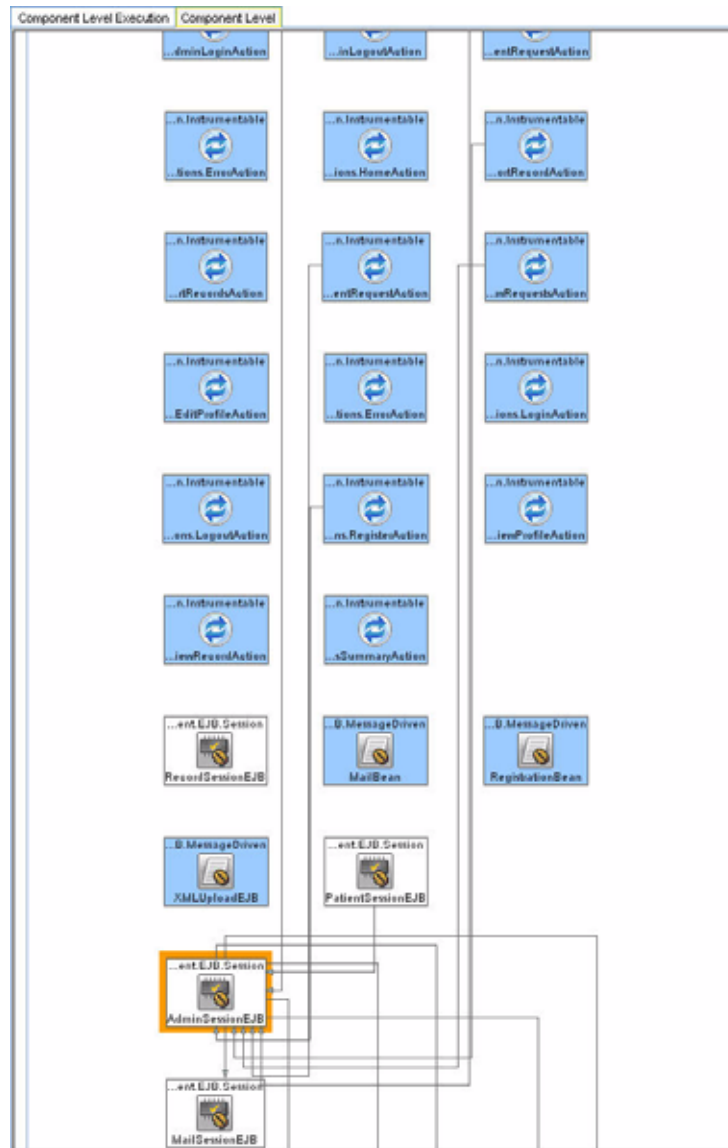 Component Level Execution Component Level
...dminLoginAction ...inLogoutAction ...entRequestAction
...n.Instrumentable ...n.Instrumentable ...n.Instrumentable
...tions.ErrorAction ...ions.HomeAction ...ortRecordAction
...n.Instrumentable ...n.Instrumentable ...n.Instrumentable
...rtRecordsAction ...entRequestAction ...wRequestsAction
...n.Instrumentable ...n.Instrumentable ...n.Instrumentable
...EditProfileAction ...tions.ErrorAction ...ions.LoginAction
...n.Instrumentable ...n.Instrumentable ...n.Instrumentable
...ons.LogoutAction ...ns.RegisterAction ...iewProfileAction
...n.Instrumentable ...n.Instrumentable
...iewRecordAction ...sSummaryAction
...ent.EJB.Session ...B.MessageDriven ...B.MessageDriven
RecordSessionEJB MailBean RegistrationBean
...B.MessageDriven ...ent.EJB.Session
XMLUploadEJB PatientSessionEJB
...ent.EJB.Session
AdminSessionEJB
...ent.EJB.Session
MailSessionEJB